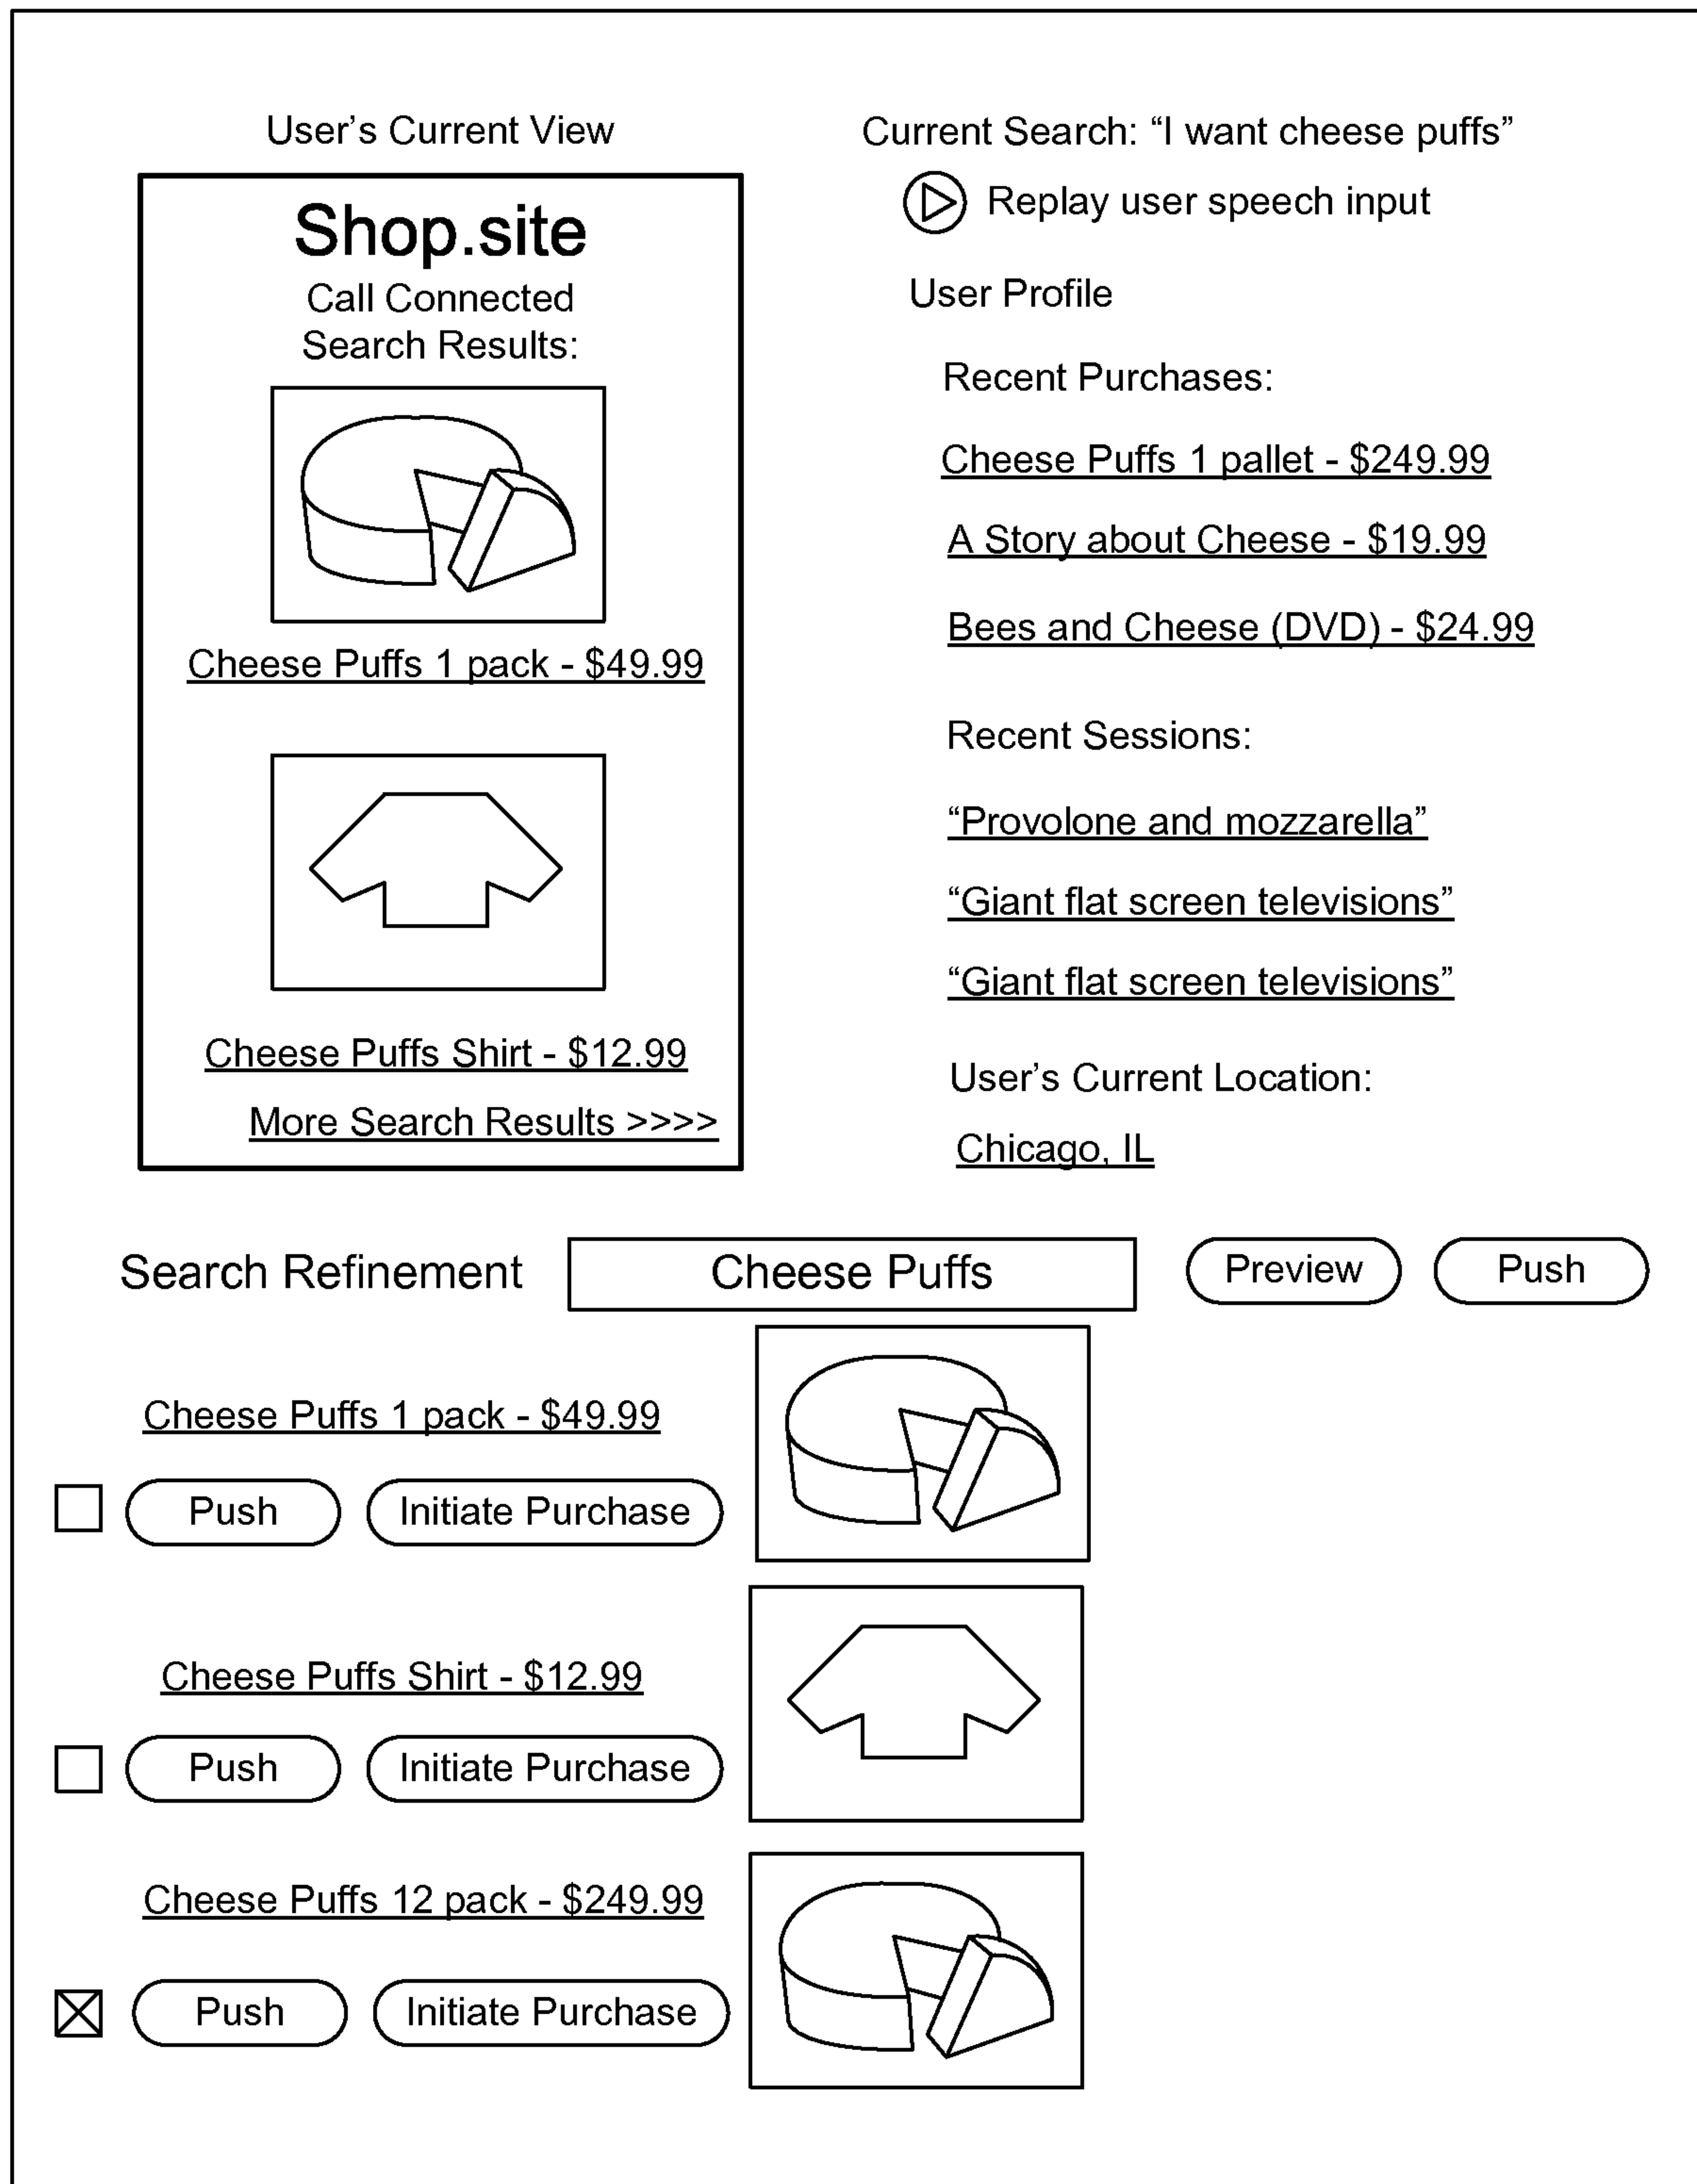 User’s Current View
Shop.site
Call Connected
Search Results:
Cheese Puffs 1 pack - $49.99
Cheese Puffs Shirt - $12.99
More Search Results >>>>
Current Search: “I want cheese puffs”
Replay user speech input
User Profile
Recent Purchases:
Cheese Puffs 1 pallet - $249.99
A Story about Cheese - $19.99
Bees and Cheese (DVD) - $24.99
Recent Sessions:
“Provolone and mozzarella”
“Giant flat screen televisions”
“Giant flat screen televisions”
User’s Current Location:
Chicago, IL
Search Refinement Cheese Puffs Preview Push
Cheese Puffs 1 pack - $49.99
Push Initiate Purchase
Cheese Puffs Shirt - $12.99
Push Initiate Purchase
Cheese Puffs 12 pack - $249.99
Push Initiate Purchase